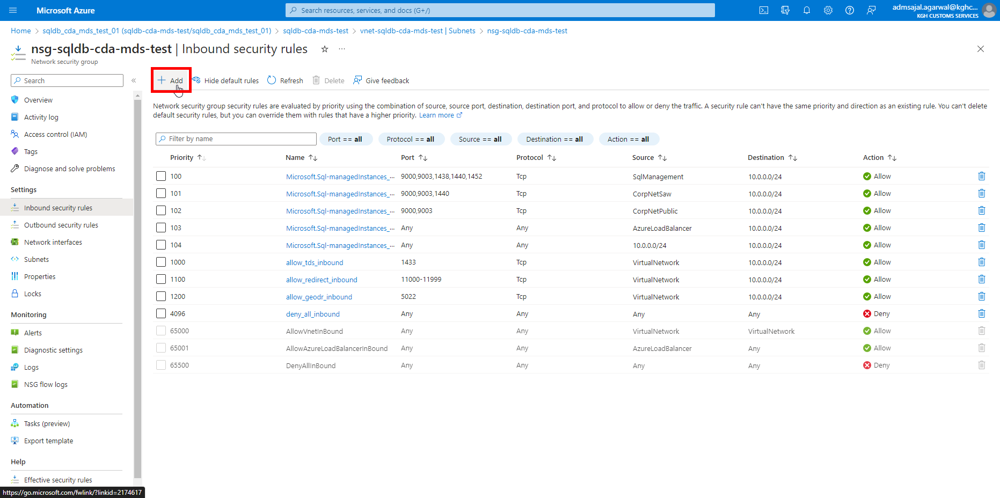 Microsoft Azure
Search resources, services, and docs (G+/)
admsajal.agarwal@kghc...
KGH CUSTOMS SERVICES
Home > sqldb_cda_mds_test_01 (sqldb-cda-mds-test/sqldb_cda_mds_test_01) > sqldb-cda-mds-test > vnet-sqldb-cda-mds-test | Subnets > nsg-sqldb-cda-mds-test
nsg-sqldb-cda-mds-test | Inbound security rules
Network security group
Search
Add Hide default rules Refresh Delete Give feedback
Overview
Activity log
Access control (IAM)
Tags
Diagnose and solve problems
Settings
Inbound security rules
Outbound security rules
Network interfaces
Subnets
Properties
Locks
Monitoring
Alerts
Diagnostic settings
Logs
NSG flow logs
Automation
Tasks (preview)
Export template
Help
Effective security rules
https://go.microsoft.com/fwlink/?linkid=2174617
Network security group security rules are evaluated by priority using the combination of source, source port, destination, destination port, and protocol to allow or deny the traffic. A security rule can't have the same priority and direction as an existing rule. You can't delete
default security rules, but you can override them with rules that have a higher priority. Learn more
Filter by name Port == all Protocol == all Source == all Destination == all Action == all
Priority Name Port Protocol Source Destination Action
100 Microsoft.Sql-managedInstances_... 9000,9003,1438,1440,1452 Tcp SqlManagement 10.0.0.0/24 Allow
101 Microsoft.Sql-managedInstances_... 9000,9003,1440 Tcp CorpNetSaw 10.0.0.0/24 Allow
102 Microsoft.Sql-managedInstances_... 9000,9003 Tcp CorpNetPublic 10.0.0.0/24 Allow
103 Microsoft.Sql-managedInstances_... Any Any AzureLoadBalancer 10.0.0.0/24 Allow
104 Microsoft.Sql-managedInstances_... Any Any 10.0.0.0/24 10.0.0.0/24 Allow
1000 allow_tds_inbound 1433 Tcp VirtualNetwork 10.0.0.0/24 Allow
1100 allow_redirect_inbound 11000-11999 Tcp VirtualNetwork 10.0.0.0/24 Allow
1200 allow_geodr_inbound 5022 Tcp VirtualNetwork 10.0.0.0/24 Allow
4096 deny_all_inbound Any Any Any Any Deny
65000 AllowVnetInBound Any Any VirtualNetwork VirtualNetwork Allow
65001 AllowAzureLoadBalancerInBound Any Any AzureLoadBalancer Any Allow
65500 DenyAllInBound Any Any Any Any Deny